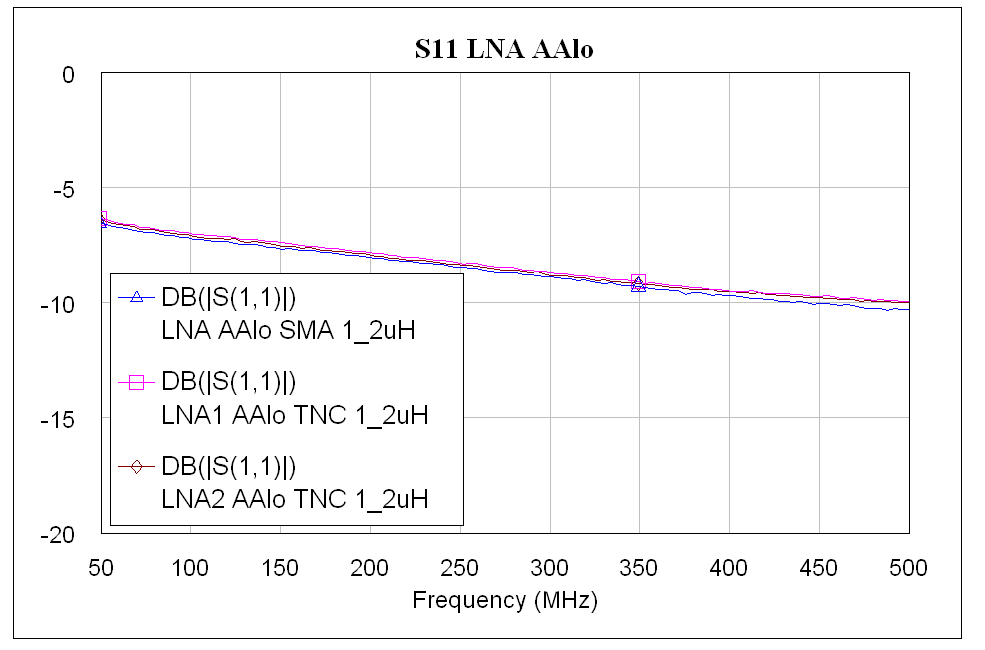 S11 LNA AAlo
0
-5
-10
-15
-20
DB(|S(1,1)|)
LNA AAlo SMA 1_2uH
DB(|S(1,1)|)
LNA1 AAlo TNC 1_2uH
DB(|S(1,1)|)
LNA2 AAlo TNC 1_2uH
50 100 150 200 250 300 350 400 450 500
Frequency (MHz)